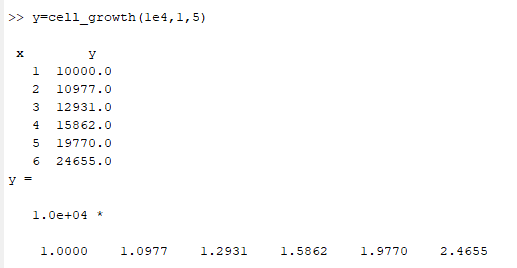 >> y=cell_growth(1e4,1,5)
x y
1 10000.0
2 10977.0
3 12931.0
4 15862.0
5 19770.0
6 24655.0
y =
1.0e+04 *
1.0000 1.0977 1.2931 1.5862 1.9770 2.4655